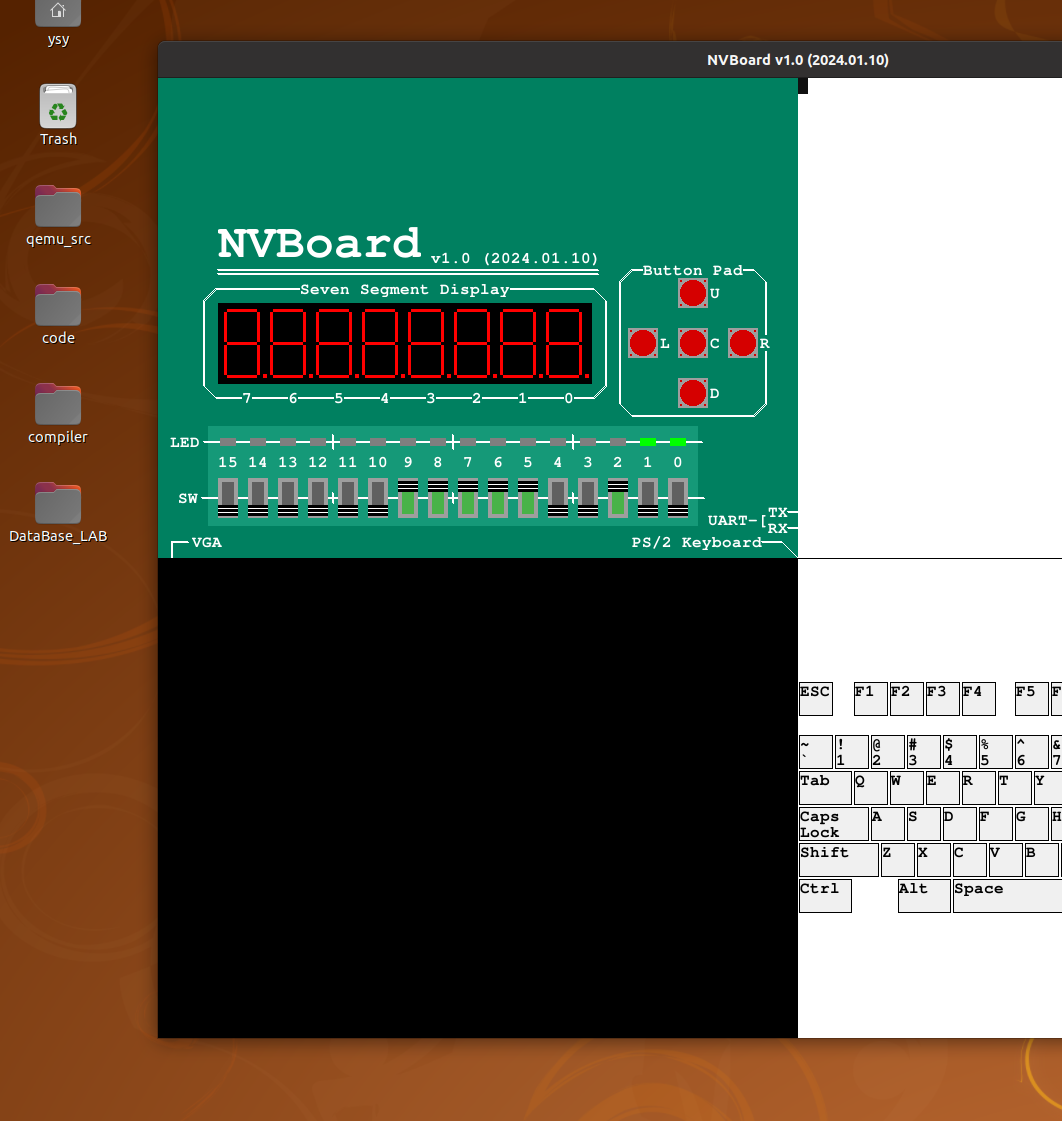 ysy
Trash
qemu_src
code
compiler
DataBase_LAB
NVBoard v1.0 (2024.01.10)
NVBoard v1.0 (2024.01.10)
Seven Segment Display
7 6 5 4 3 2 1 0
Button Pad
U
L C R
D
LED
15 14 13 12 11 10 9 8 7 6 5 4 3 2 1 0
SW
UART-[TX
RX
VGA
PS/2 Keyboard
ESC F1 F2 F3 F4 F5 F
~ ! @ # $ % ^ &
` 1 2 3 4 5 6 7
Tab Q W E R T Y
Caps Lock A S D F G H
Shift Z X C V B
Ctrl Alt Space